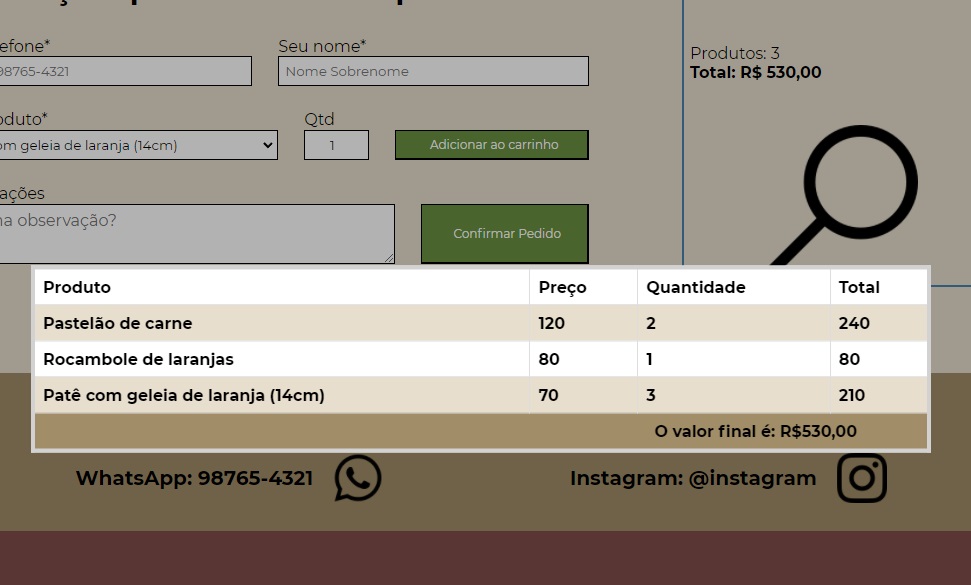 efone*
Seu nome*
98765-4321
Nome Sobrenome
Produtos: 3
Total: R$ 530,00
oduto*
Qtd
om geleia de laranja (14cm)
1
Adicionar ao carrinho
ações
na observação?
Confirmar Pedido
Produto Preço Quantidade Total
Pastelão de carne 120 2 240
Rocambole de laranjas 80 1 80
Patê com geleia de laranja (14cm) 70 3 210
O valor final é: R$530,00
WhatsApp: 98765-4321
Instagram: @instagram